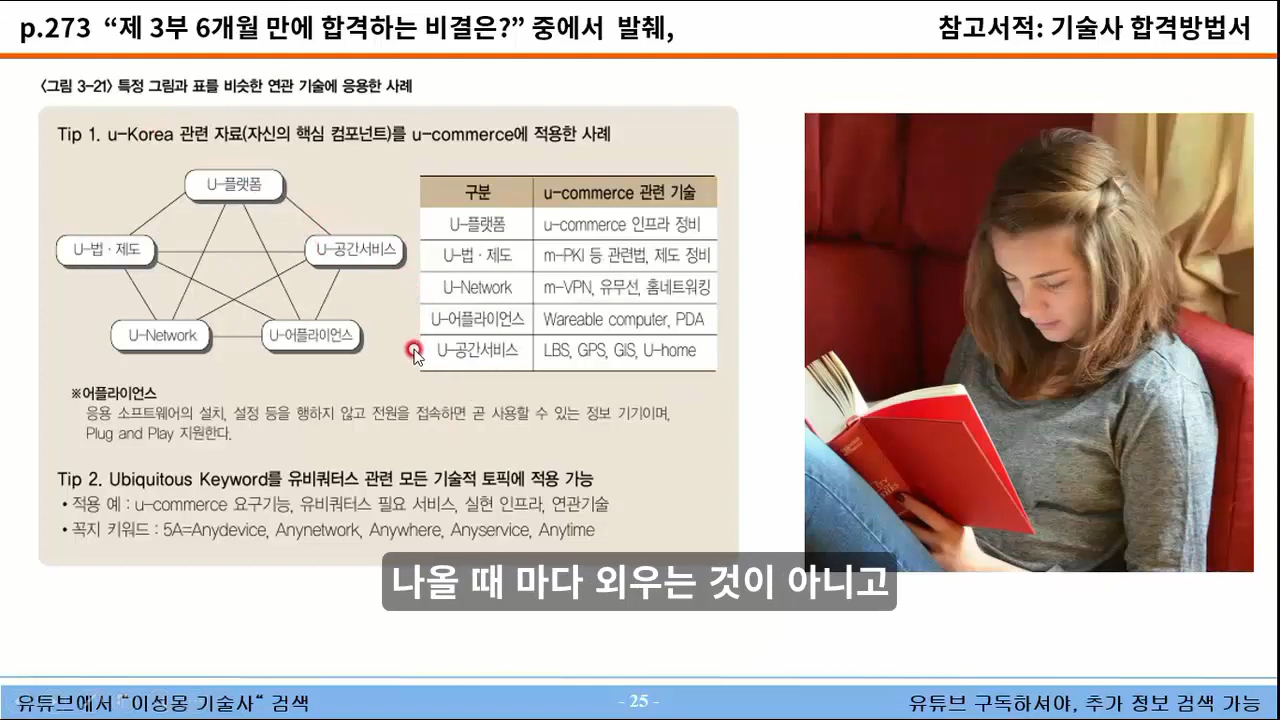 p.273 “제 3부 6개월 만에 합격하는 비결은?” 중에서 발췌,
참고서적: 기술사 합격방법서
<그림 3-21> 특정 그림과 표를 비슷한 연관 기술에 응용한 사례
Tip 1. u-Korea 관련 자료(자신의 핵심 컴포넌트)를 u-commerce에 적용한 사례
U-플랫폼
U-법 · 제도
U-공간서비스
U-Network
U-어플라이언스
구분 u-commerce 관련 기술
U-플랫폼 u-commerce 인프라 정비
U-법 · 제도 m-PKI 등 관련법, 제도 정비
U-Network m-VPN, 유무선, 홈네트워킹
U-어플라이언스 Wareable computer, PDA
U-공간서비스 LBS, GPS, GIS, U-home
※어플라이언스
응용 소프트웨어의 설치, 설정 등을 행하지 않고 전원을 접속하면 곧 사용할 수 있는 정보 기기이며,
Plug and Play 지원한다.
Tip 2. Ubiquitous Keyword를 유비쿼터스 관련 모든 기술적 토픽에 적용 가능
• 적용 예 : u-commerce 요구기능, 유비쿼터스 필요 서비스, 실현 인프라, 연관기술
• 꼭지 키워드 : 5A=Anydevice, Anynetwork, Anywhere, Anyservice, Anytime
나올 때 마다 외우는 것이 아니고
유튜브에서 “이성몽 기술사“ 검색
- 25 -
유튜브 구독하셔야, 추가 정보 검색 가능